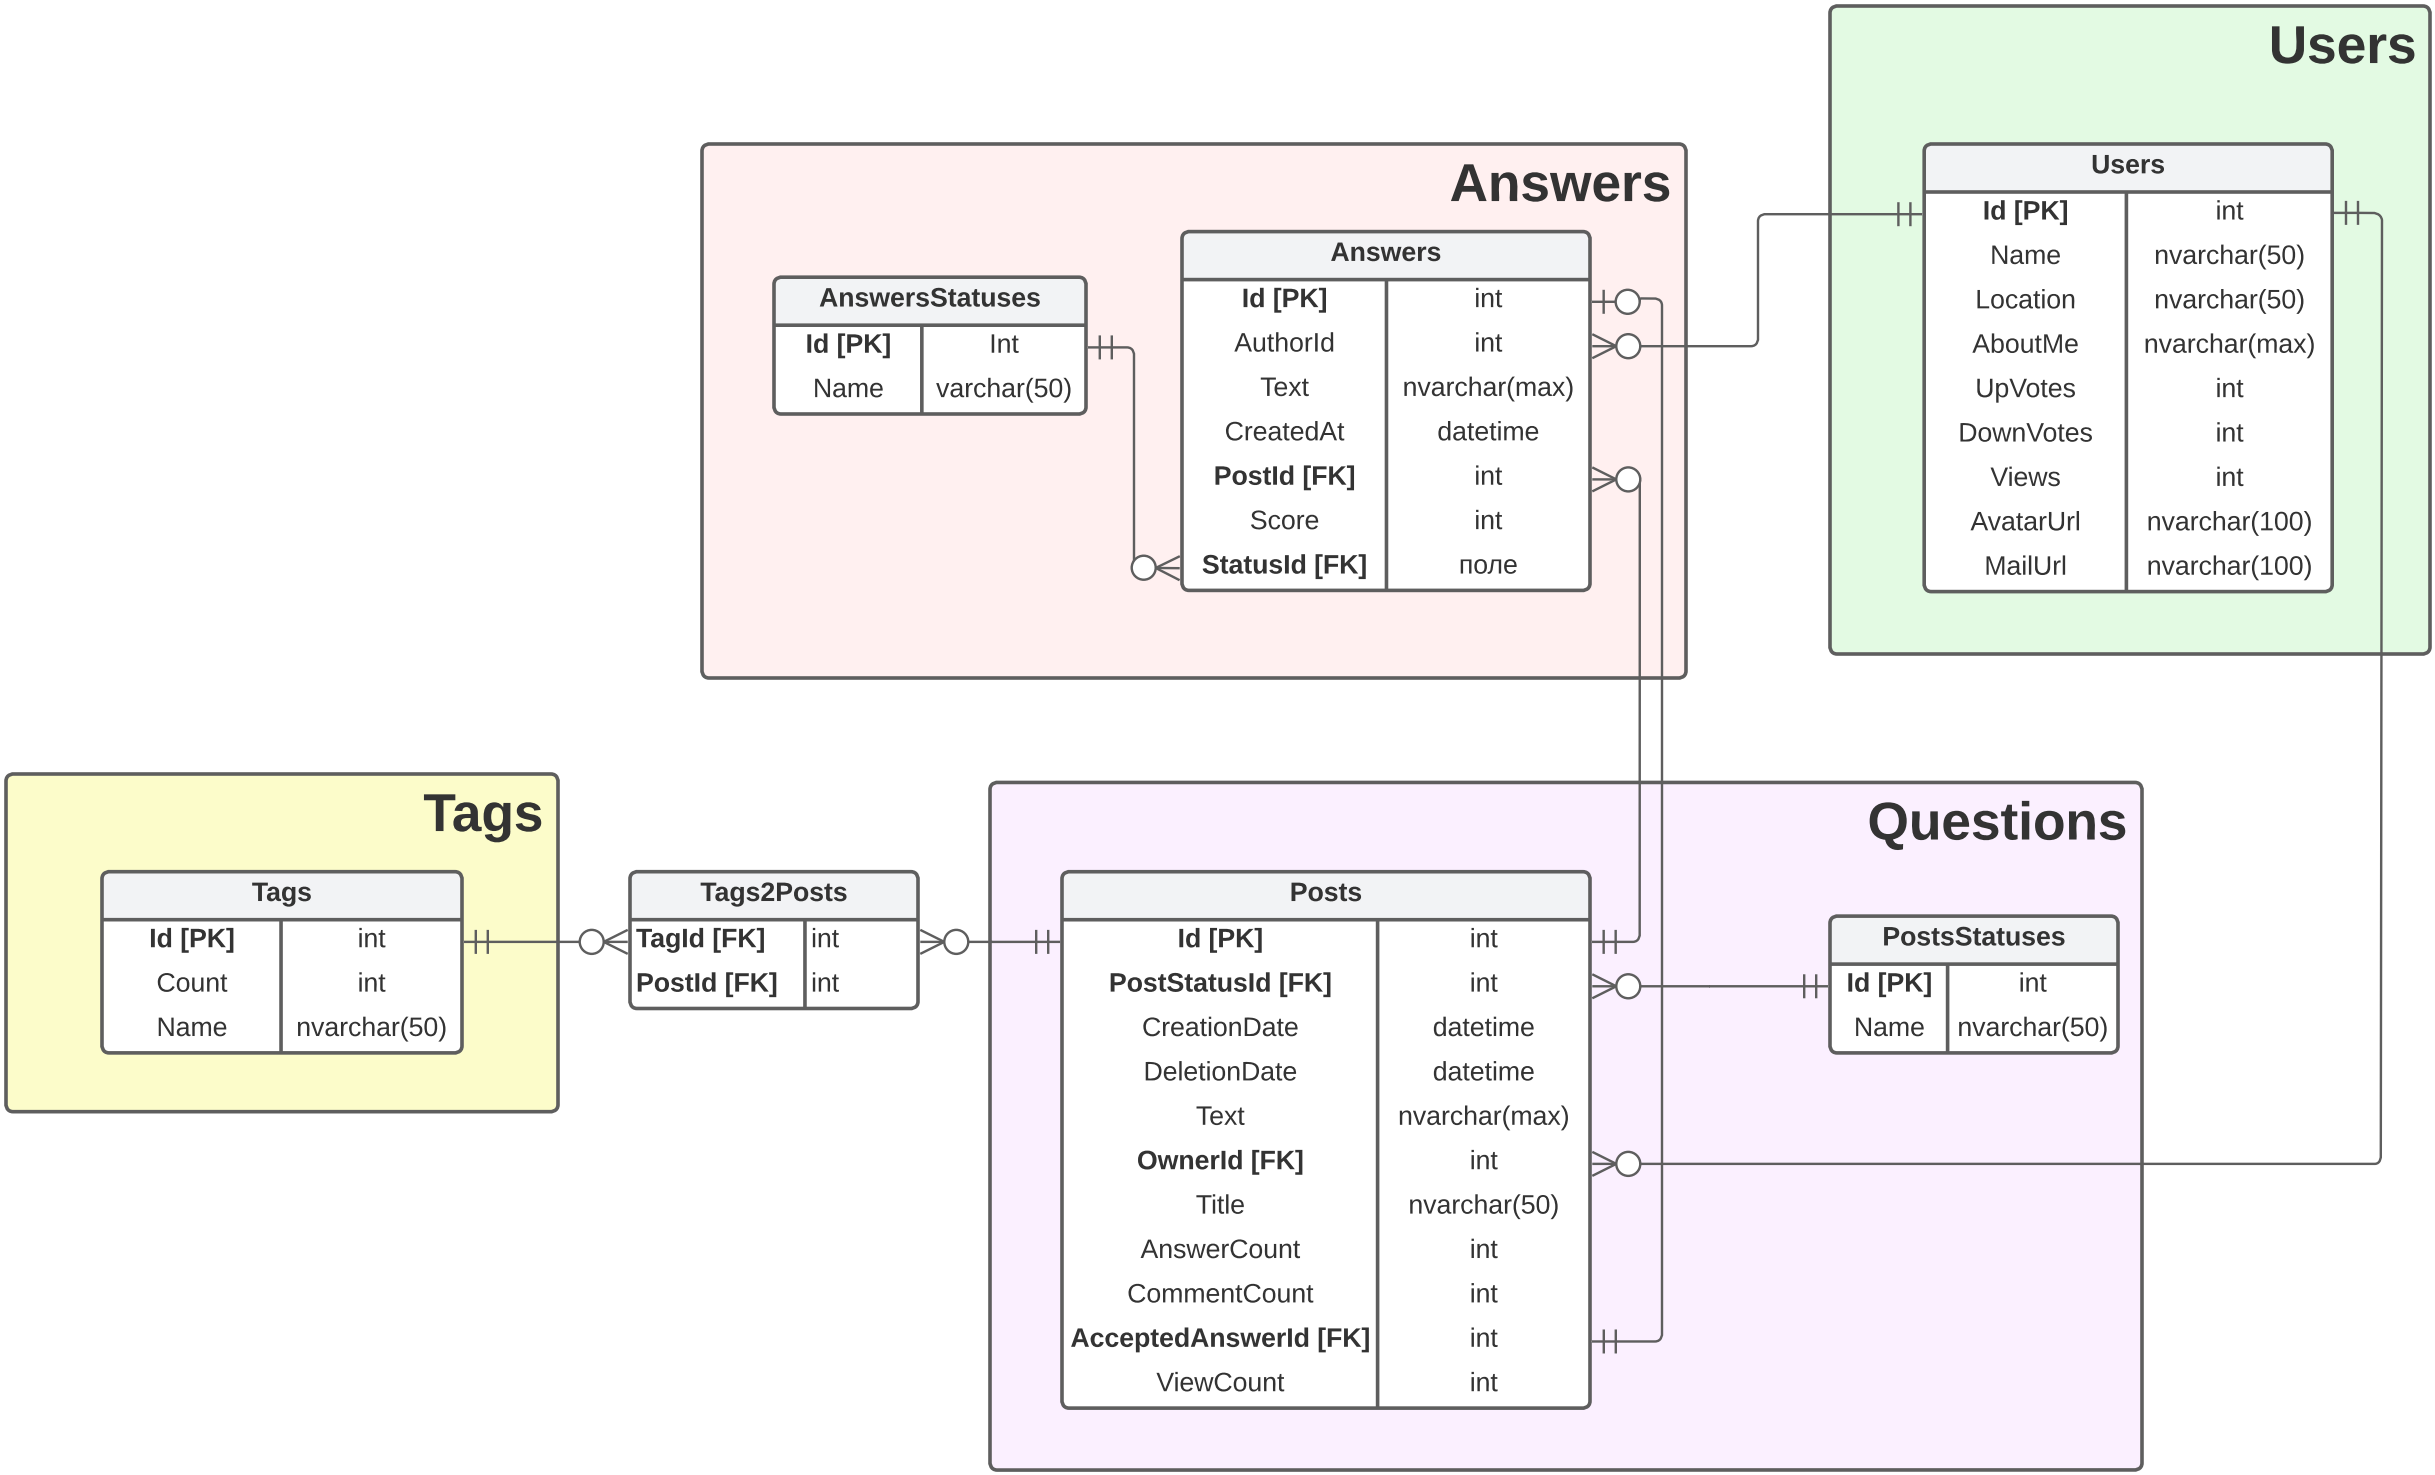 Users
Users
Id [PK] int
Name nvarchar(50)
Location nvarchar(50)
AboutMe nvarchar(max)
UpVotes int
DownVotes int
Views int
AvatarUrl nvarchar(100)
MailUrl nvarchar(100)
Answers
AnswersStatuses
Id [PK] Int
Name varchar(50)
Answers
Id [PK] int
AuthorId int
Text nvarchar(max)
CreatedAt datetime
PostId [FK] int
Score int
StatusId [FK] поле
Tags
Tags
Id [PK] int
Count int
Name nvarchar(50)
Tags2Posts
TagId [FK] int
PostId [FK] int
Questions
Posts
Id [PK] int
PostStatusId [FK] int
CreationDate datetime
DeletionDate datetime
Text nvarchar(max)
OwnerId [FK] int
Title nvarchar(50)
AnswerCount int
CommentCount int
AcceptedAnswerId [FK] int
ViewCount int
PostsStatuses
Id [PK] int
Name nvarchar(50)